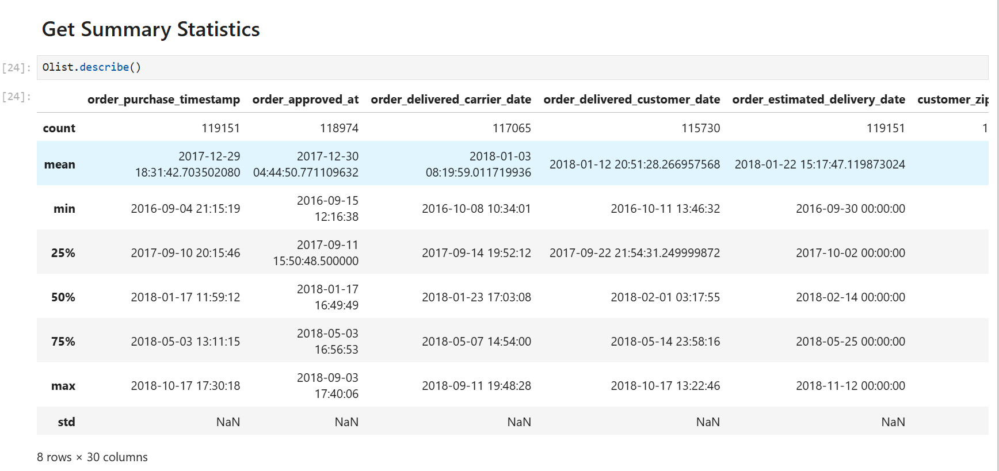 Get Summary Statistics
[24]: Olist.describe()
[24]:
order_purchase_timestamp order_approved_at order_delivered_carrier_date order_delivered_customer_date order_estimated_delivery_date customer_zip
count 119151 118974 117065 115730 119151 1
mean 2017-12-29 18:31:42.703502080 2017-12-30 04:44:50.771109632 2018-01-03 08:19:59.011719936 2018-01-12 20:51:28.266957568 2018-01-22 15:17:47.119873024
min 2016-09-04 21:15:19 2016-09-15 12:16:38 2016-10-08 10:34:01 2016-10-11 13:46:32 2016-09-30 00:00:00
25% 2017-09-10 20:15:46 2017-09-11 15:50:48.500000 2017-09-14 19:52:12 2017-09-22 21:54:31.249999872 2017-10-02 00:00:00
50% 2018-01-17 11:59:12 2018-01-17 16:49:49 2018-01-23 17:03:08 2018-02-01 03:17:55 2018-02-14 00:00:00
75% 2018-05-03 13:11:15 2018-05-03 16:56:53 2018-05-07 14:54:00 2018-05-14 23:58:16 2018-05-25 00:00:00
max 2018-10-17 17:30:18 2018-09-03 17:40:06 2018-09-11 19:48:28 2018-10-17 13:22:46 2018-11-12 00:00:00
std NaN NaN NaN NaN NaN
8 rows × 30 columns